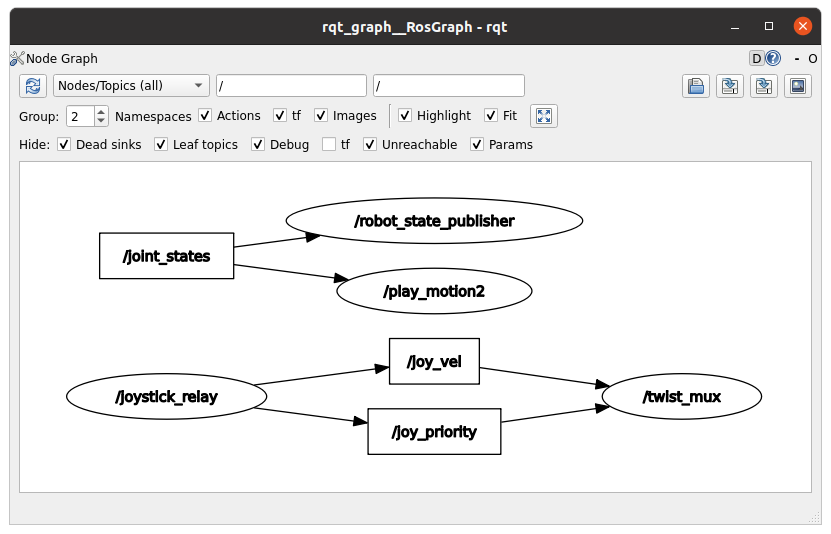 rqt_graph__RosGraph - rqt
Node Graph D ? - O
Nodes/Topics (all) / /
Group: 2 Namespaces Actions tf Images Highlight Fit
Hide: Dead sinks Leaf topics Debug tf Unreachable Params
/robot_state_publisher
/joint_states
/play_motion2
/joy_vel
/joystick_relay
/twist_mux
/joy_priority